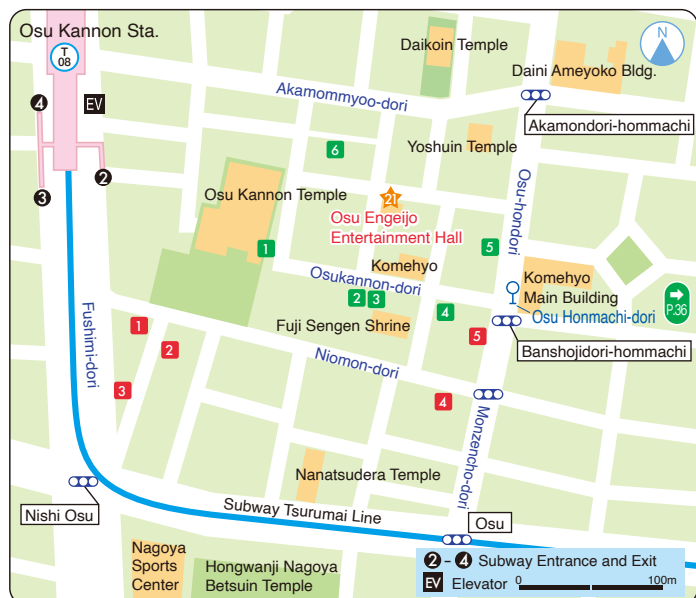 Osu Kannon Sta.
T
08
4
EV
2
3
Daikoin Temple
N
Daini Ameyoko Bldg.
Akamommyoo-dori
Akamondori-hommachi
6
Yoshuin Temple
Osu Kannon Temple
21
Osu Engeijo
Entertainment Hall
Osu-hondori
1
5
Osukannon-dori
Komehyo
Komehyo
Main Building
2
3
4
Osu Honmachi-dori
P.36
Fushimi-dori
1
Fuji Sengen Shrine
5
2
Banshojidori-hommachi
Niomon-dori
3
4
Monzencho-dori
Nanatsudera Temple
Nishi Osu
Subway Tsurumai Line
Osu
Nagoya
Sports
Center
Hongwanji Nagoya
Betsuin Temple
2 - 4 Subway Entrance and Exit
EV Elevator 0 100m